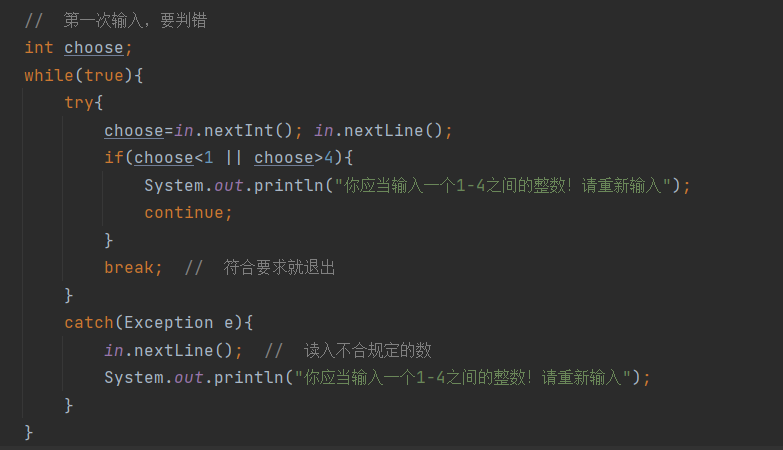 //  第一次输入，要判错
int choose;
while(true){
try{
choose=in.nextInt(); in.nextLine();
if(choose<1 || choose>4){
System.out.println("你应当输入一个1-4之间的整数！请重新输入");
continue;
}
break;  //  符合要求就退出
}
catch(Exception e){
in.nextLine();  //  读入不合规定的数
System.out.println("你应当输入一个1-4之间的整数！请重新输入");
}
}